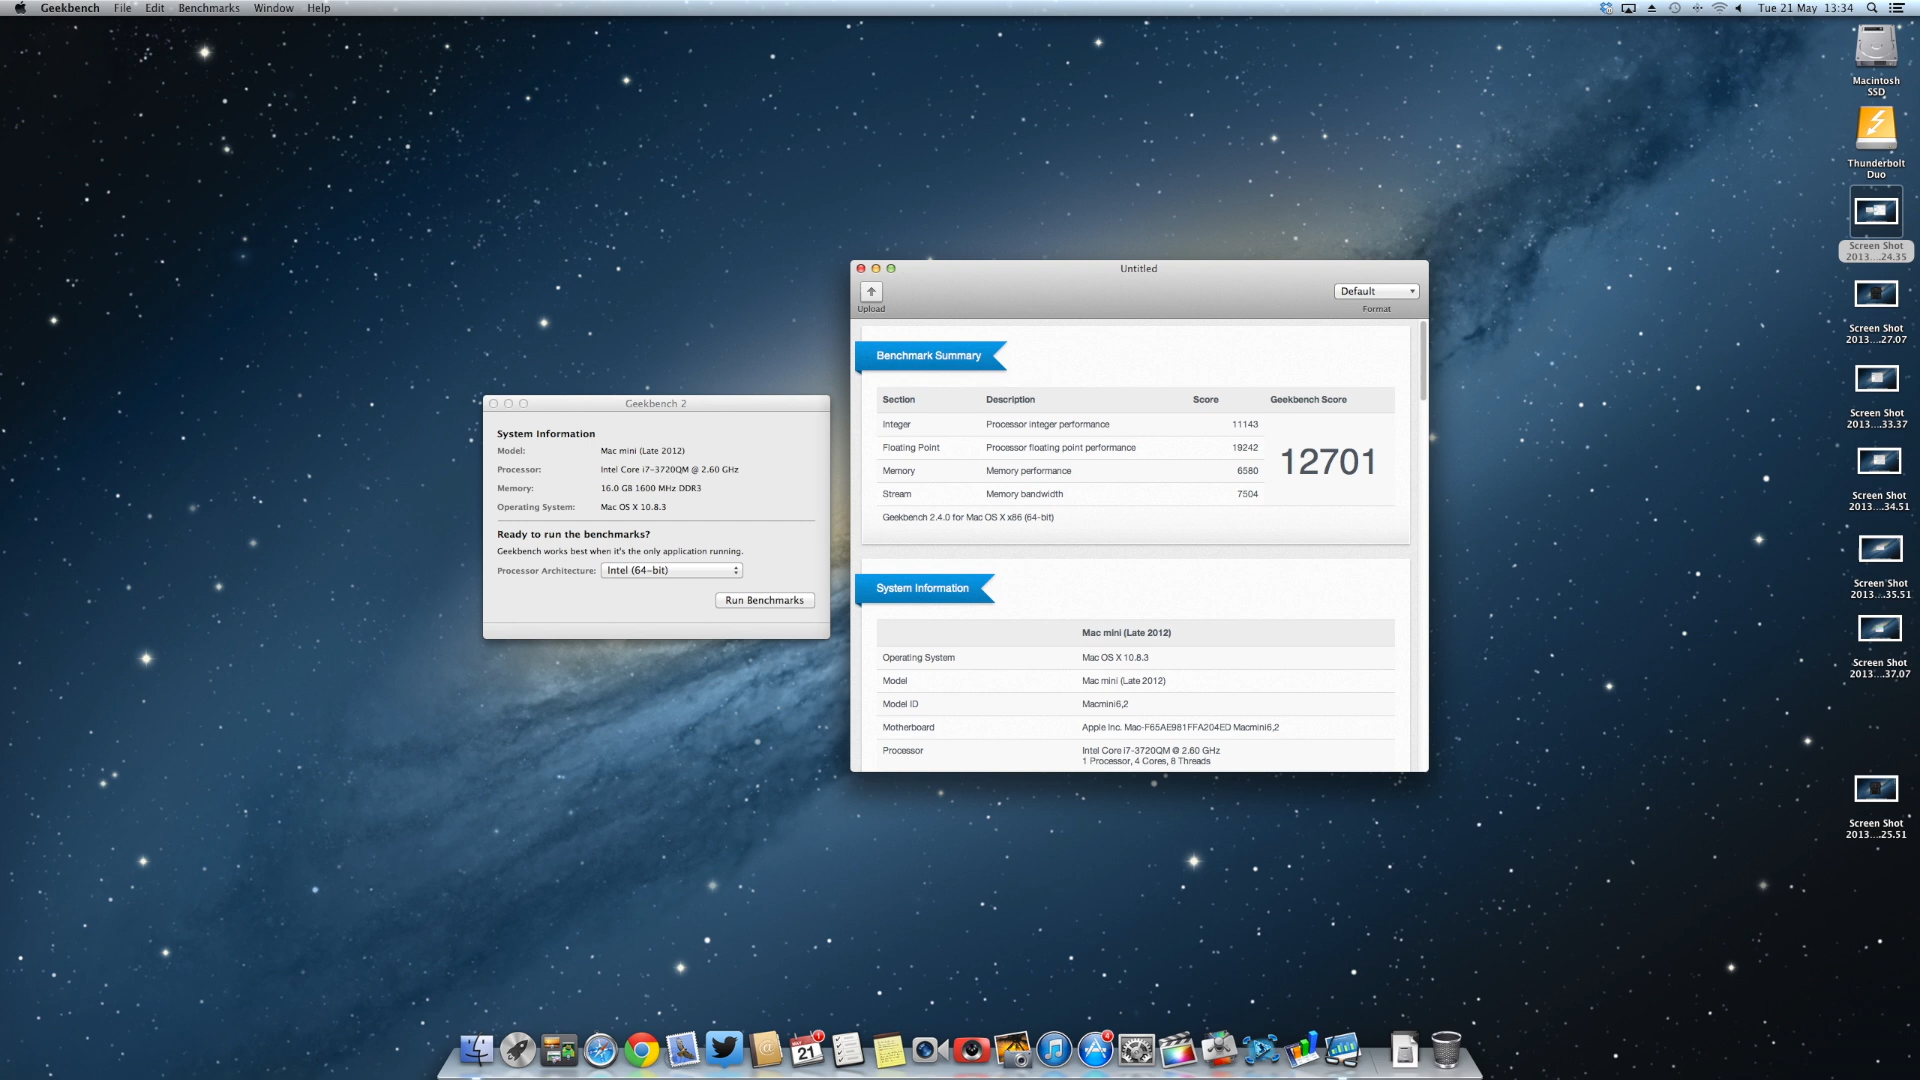 Geekbench File Edit Benchmarks Window Help
Tue 21 May 13:34
Macintosh
SSD
Thunderbolt
Duo
Screen Shot
2013....24.35
Screen Shot
2013....27.07
Screen Shot
2013....33.37
Screen Shot
2013....34.51
Screen Shot
2013....35.51
Screen Shot
2013....37.07
Screen Shot
2013....25.51
Geekbench 2
System Information
Model: Mac mini (Late 2012)
Processor: Intel Core i7-3720QM @ 2.60 GHz
Memory: 16.0 GB 1600 MHz DDR3
Operating System: Mac OS X 10.8.3
Ready to run the benchmarks?
Geekbench works best when it's the only application running.
Processor Architecture: Intel (64-bit)
Run Benchmarks
Untitled
Upload
Default
Format
Benchmark Summary
Section Description Score Geekbench Score
Integer Processor integer performance 11143
Floating Point Processor floating point performance 19242
12701
Memory Memory performance 6580
Stream Memory bandwidth 7504
Geekbench 2.4.0 for Mac OS X x86 (64-bit)
System Information
Mac mini (Late 2012)
Operating System Mac OS X 10.8.3
Model Mac mini (Late 2012)
Model ID Macmini6,2
Motherboard Apple Inc. Mac-F65AE981FFA204ED Macmini6,2
Processor Intel Core i7-3720QM @ 2.60 GHz
1 Processor, 4 Cores, 8 Threads
21
1
4